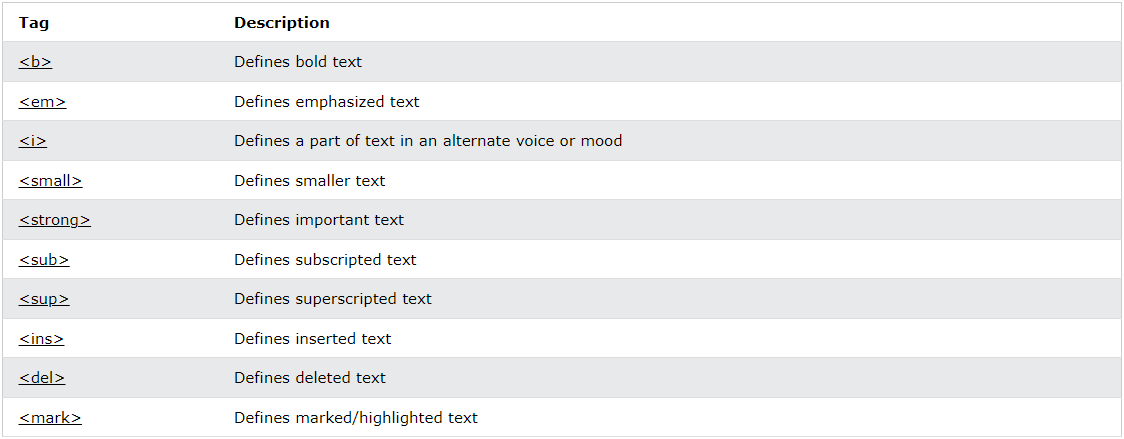 Tag Description
<b> Defines bold text
<em> Defines emphasized text
<i> Defines a part of text in an alternate voice or mood
<small> Defines smaller text
<strong> Defines important text
<sub> Defines subscripted text
<sup> Defines superscripted text
<ins> Defines inserted text
<del> Defines deleted text
<mark> Defines marked/highlighted text